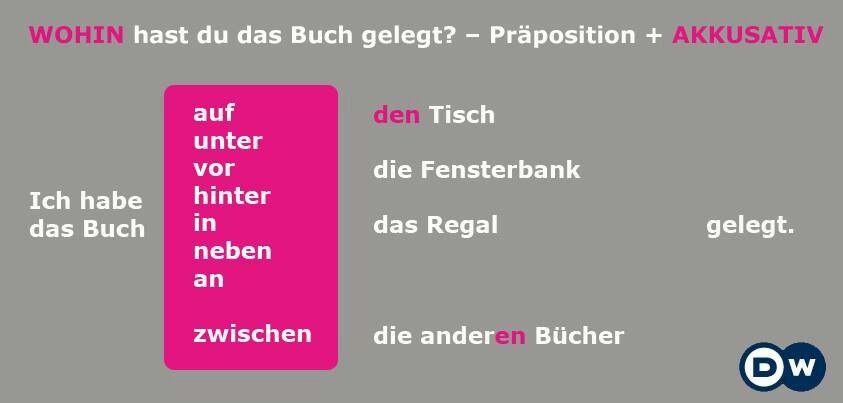 WOHIN hast du das Buch gelegt? – Präposition + AKKUSATIV
Ich habe
das Buch
auf
unter
vor
hinter
in
neben
an
zwischen
den Tisch
die Fensterbank
das Regal
die anderen Bücher
gelegt.
DW